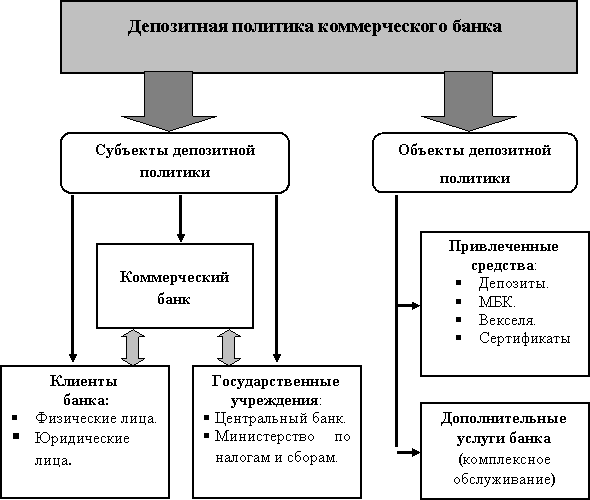 Депозитная политика коммерческого банка
Субъекты депозитной
политики
Объекты депозитной
политики
Коммерческий
банк
Клиенты
банка:
▪ Физические лица.
▪ Юридические
лица.
Государственные
учреждения:
▪ Центральный банк.
▪ Министерство по
налогам и сборам.
Привлеченные
средства:
▪ Депозиты.
▪ МБК.
▪ Векселя.
▪ Сертификаты
Дополнительные
услуги банка
(комплексное
обслуживание)